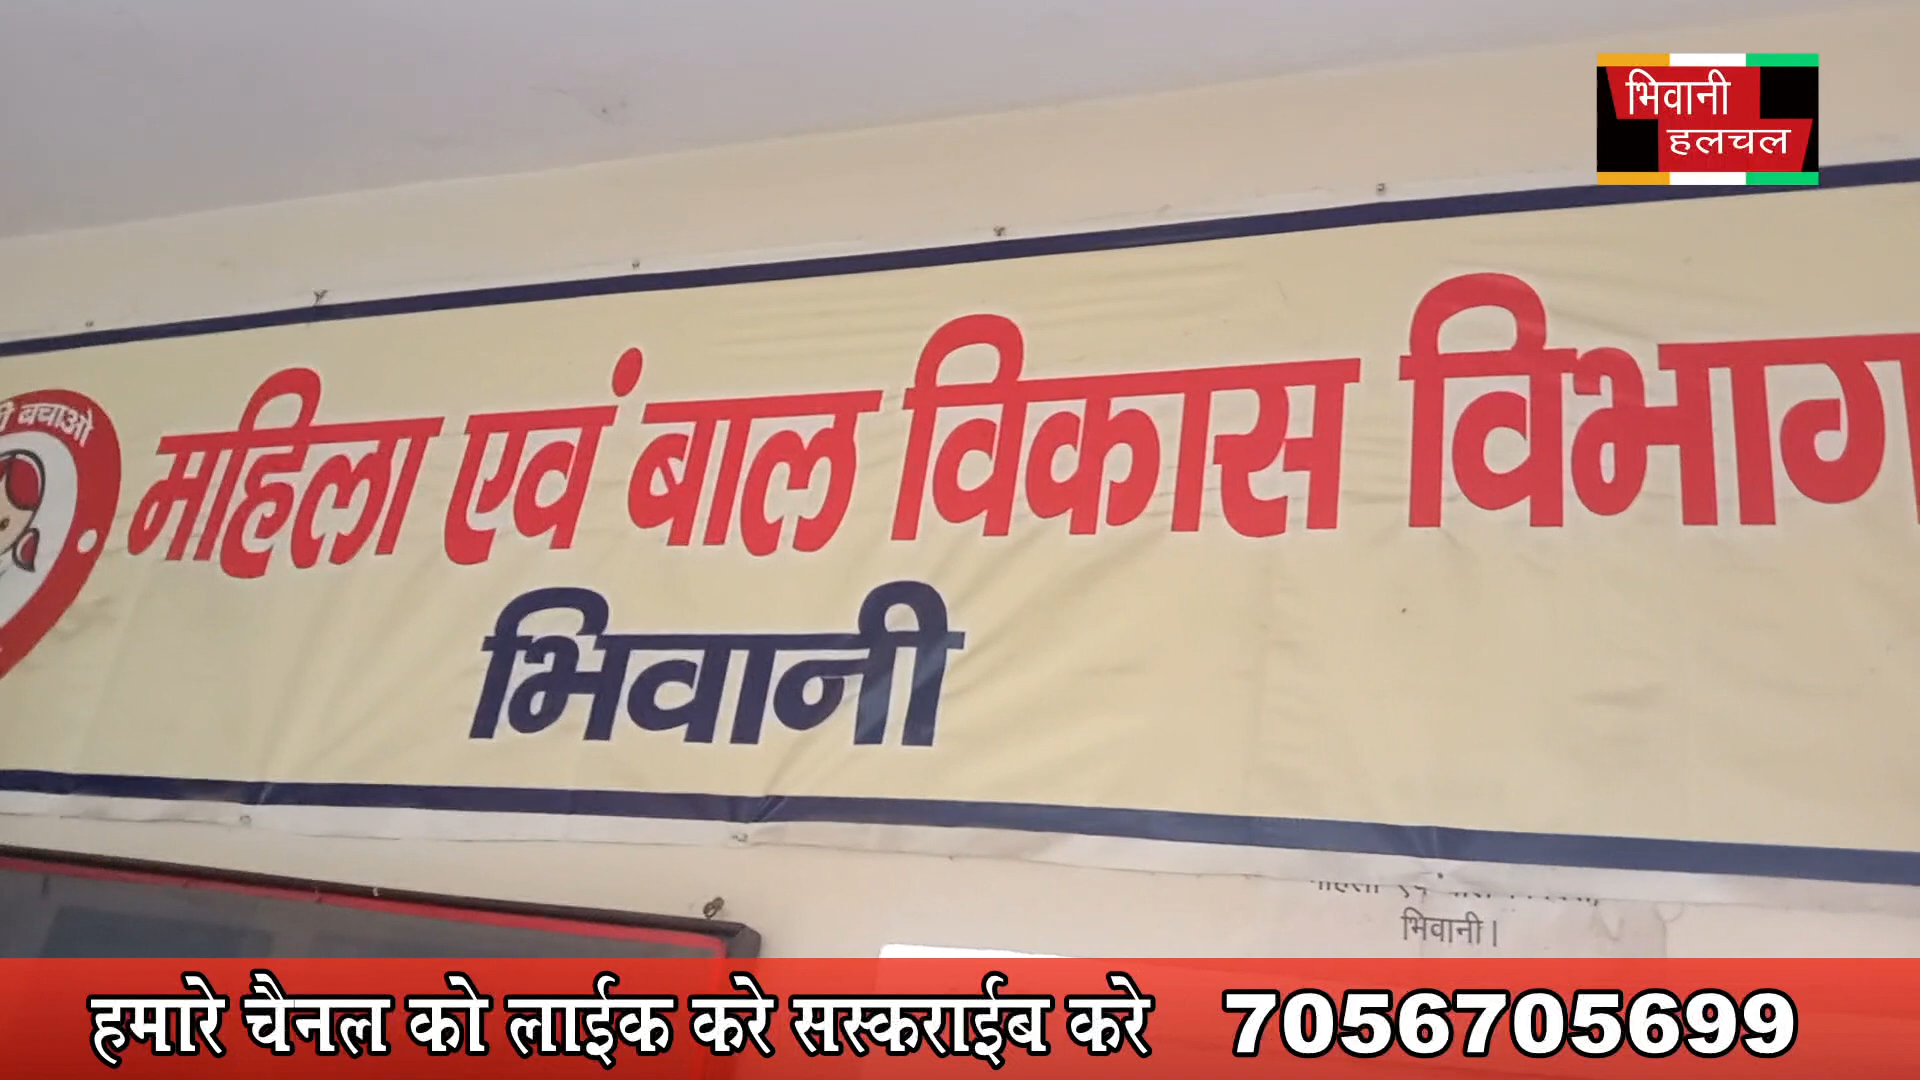 भिवानी
हलचल
बचाओ
महिला एवं बाल विकास विभाग
भिवानी
भिवानी।
हमारे चैनल को लाईक करे सस्कराईब करे 7056705699